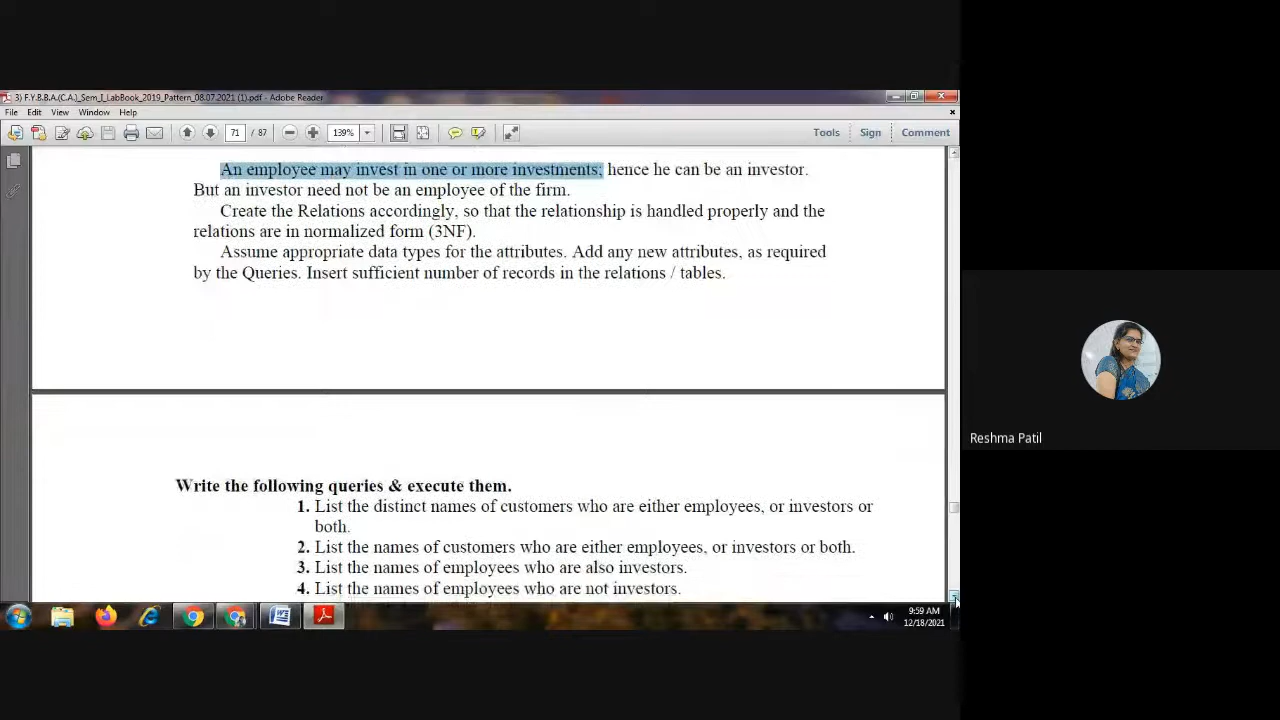 3) F.Y.B.B.A.(C.A.)_Sem_I_LabBook_2019_Pattern_08.07.2021 (1).pdf - Adobe Reader
File Edit View Window Help
71 / 87 139% Tools Sign Comment
An employee may invest in one or more investments; hence he can be an investor.
But an investor need not be an employee of the firm.
Create the Relations accordingly, so that the relationship is handled properly and the
relations are in normalized form (3NF).
Assume appropriate data types for the attributes. Add any new attributes, as required
by the Queries. Insert sufficient number of records in the relations / tables.
Reshma Patil
Write the following queries & execute them.
1. List the distinct names of customers who are either employees, or investors or
both.
2. List the names of customers who are either employees, or investors or both.
3. List the names of employees who are also investors.
4. List the names of employees who are not investors.
9:59 AM
12/18/2021